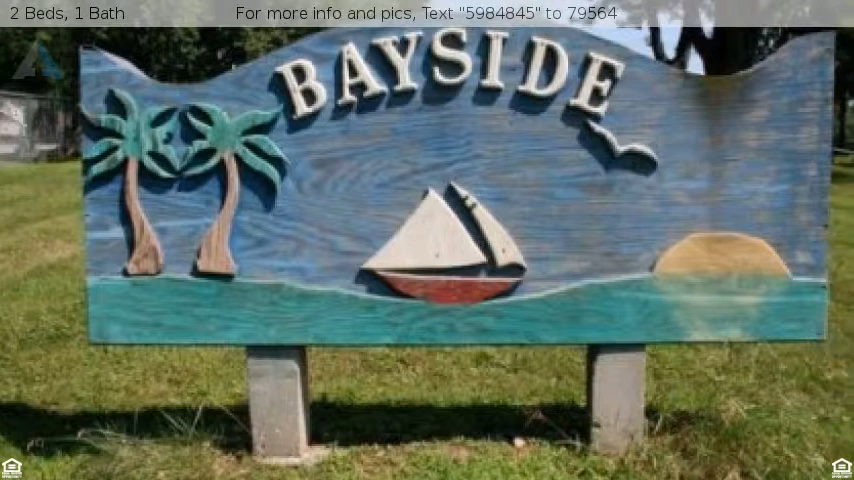 2 Beds, 1 Bath
For more info and pics, Text "5984845" to 79564
BAYSIDE